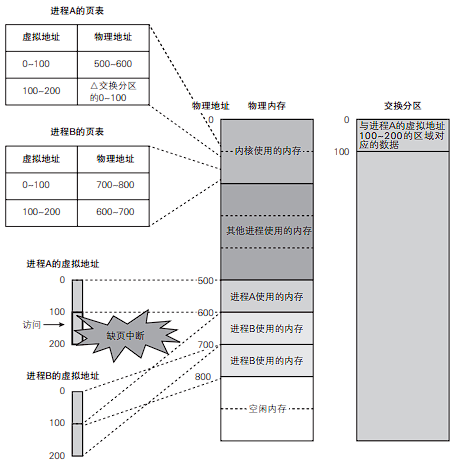 进程A的页表
虚拟地址 物理地址
0~100 500~600
100~200 △交换分区
的0~100
进程B的页表
虚拟地址 物理地址
0~100 700~800
100~200 600~700
物理地址 物理内存 交换分区
0
内核使用的内存
其他进程使用的内存
500
进程A使用的内存
600
进程B使用的内存
700
进程B使用的内存
800
空闲内存
0
与进程A的虚拟地址
100~200的区域对
应的数据
100
进程A的虚拟地址
0
100
访问
缺页中断
200
进程B的虚拟地址
0
100
200